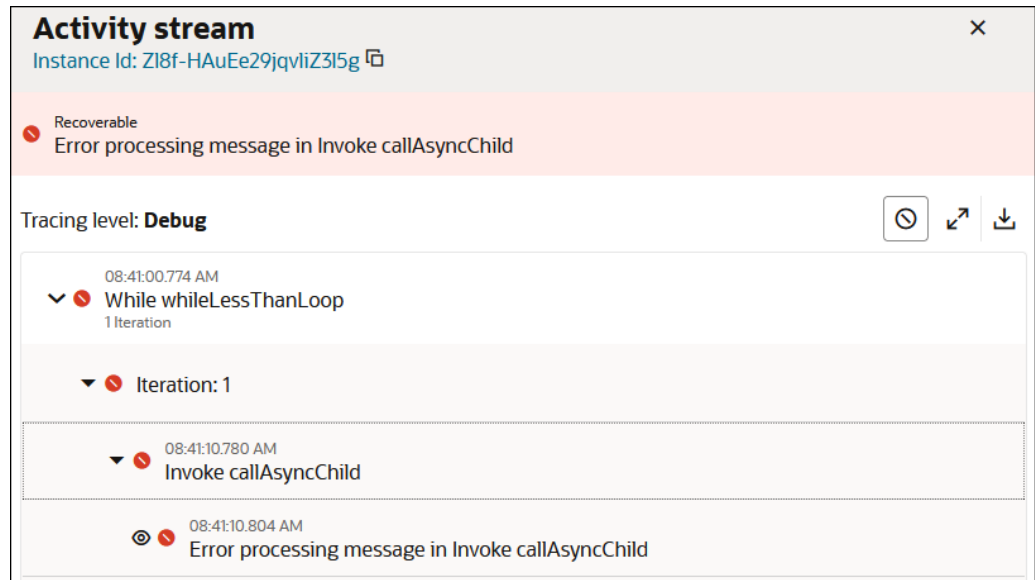 Activity stream
Instance Id: ZI8f-HAuEe29jqvIiZ3I5g
Recoverable
Error processing message in Invoke callAsyncChild
Tracing level: Debug
08:41:00.774 AM
While whileLessThanLoop
1 Iteration
Iteration: 1
08:41:10.780 AM
Invoke callAsyncChild
08:41:10.804 AM
Error processing message in Invoke callAsyncChild